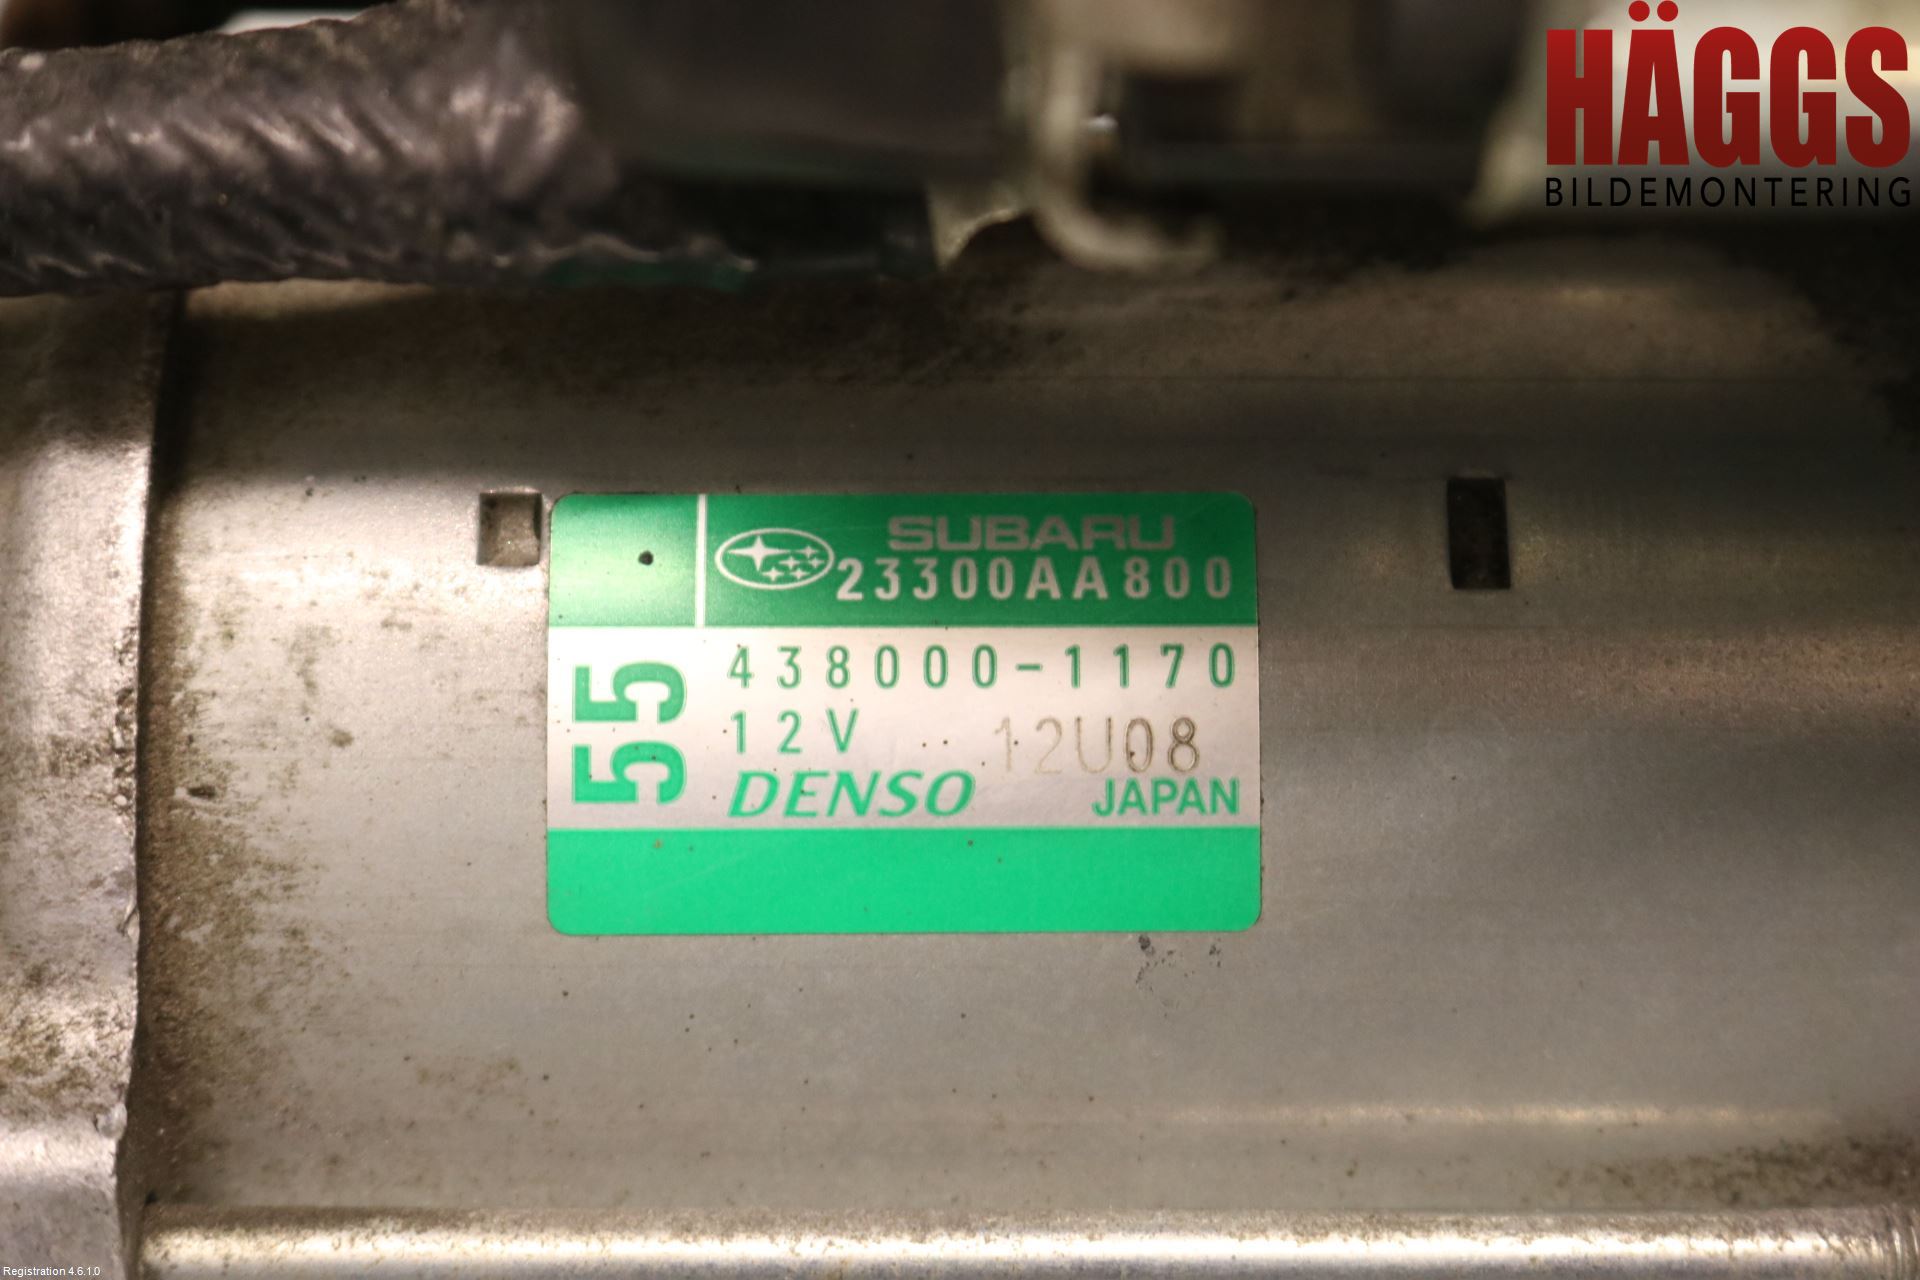 HÄGGS
BILDEMONTERING
SUBARU
23300AA800
55
438000-1170
12V 12U08
DENSO JAPAN
Registration 4.6.1.0